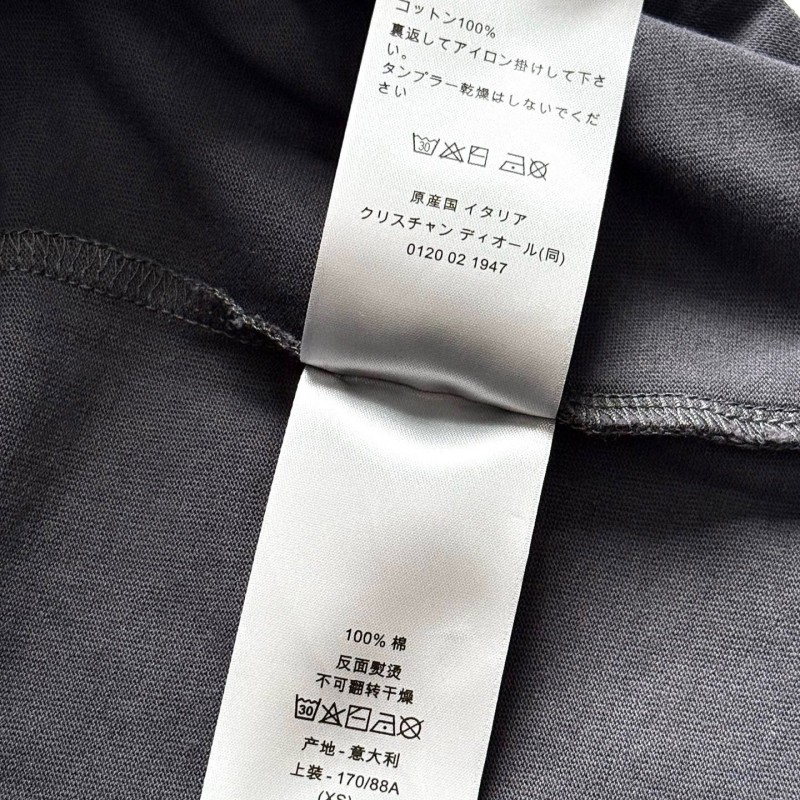 コットン100%
裏返してアイロン掛けして下さ
い。
タンブラー乾燥はしないでくだ
さい
30
原産国 イタリア
クリスチャン ディオール(同)
0120 02 1947
100% 棉
反面熨烫
不可翻转干燥
30
产地 - 意大利
上装 - 170/88A
(XS)